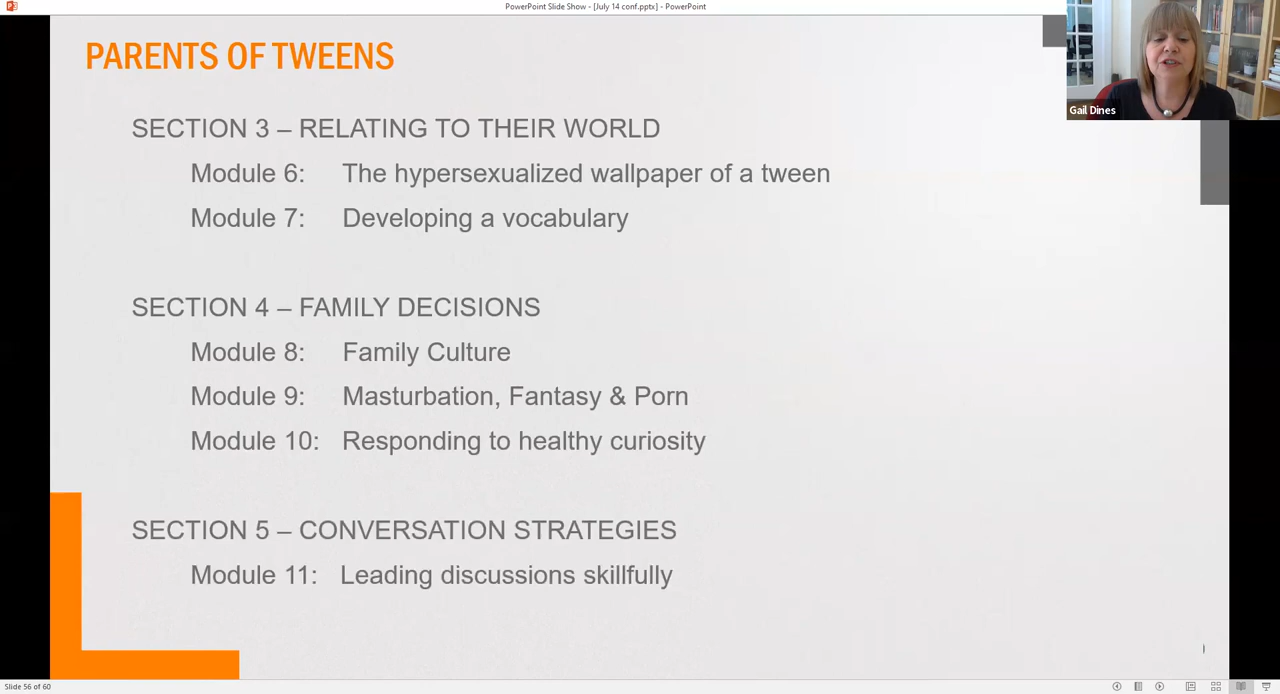 PowerPoint Slide Show - [July 14 conf.pptx] - PowerPoint
PARENTS OF TWEENS
Gail Dines
SECTION 3 – RELATING TO THEIR WORLD
Module 6: The hypersexualized wallpaper of a tween
Module 7: Developing a vocabulary
SECTION 4 – FAMILY DECISIONS
Module 8: Family Culture
Module 9: Masturbation, Fantasy & Porn
Module 10: Responding to healthy curiosity
SECTION 5 – CONVERSATION STRATEGIES
Module 11: Leading discussions skillfully
Slide 56 of 60